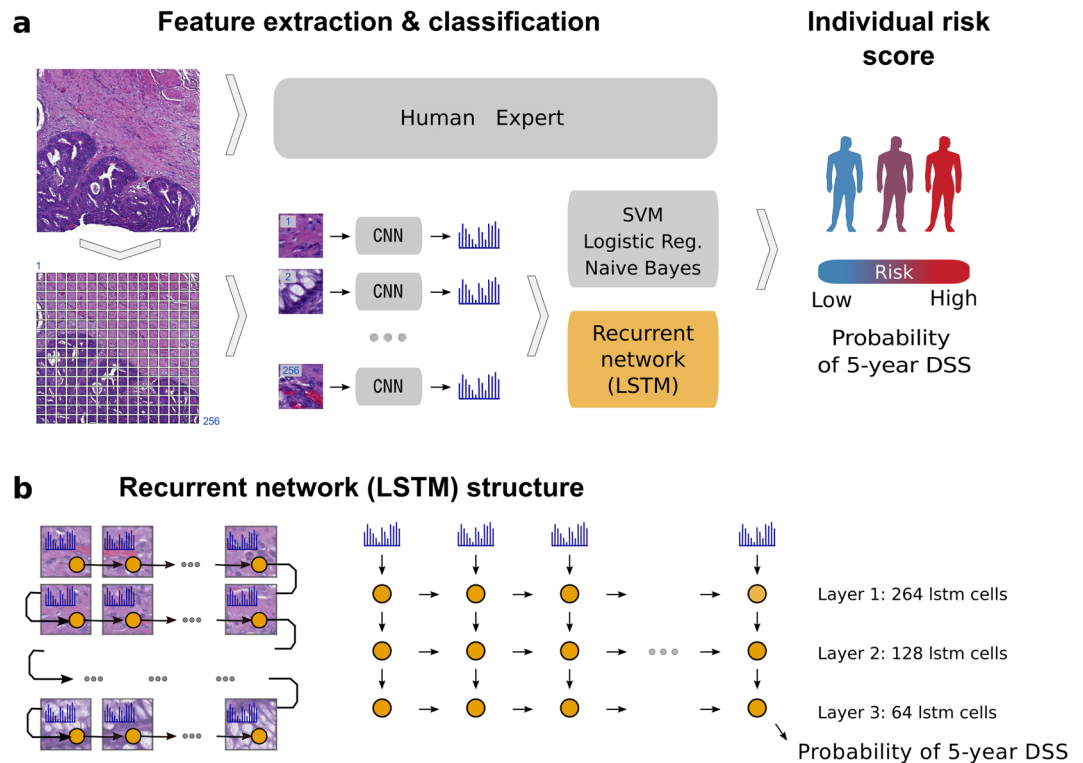 a
Feature extraction & classification
Individual risk
score
Human Expert
1
CNN
2
CNN
256
CNN
SVM
Logistic Reg.
Naive Bayes
Recurrent
network
(LSTM)
1
256
Risk
Low
High
Probability
of 5-year DSS
b
Recurrent network (LSTM) structure
Layer 1: 264 lstm cells
Layer 2: 128 lstm cells
Layer 3: 64 lstm cells
Probability of 5-year DSS